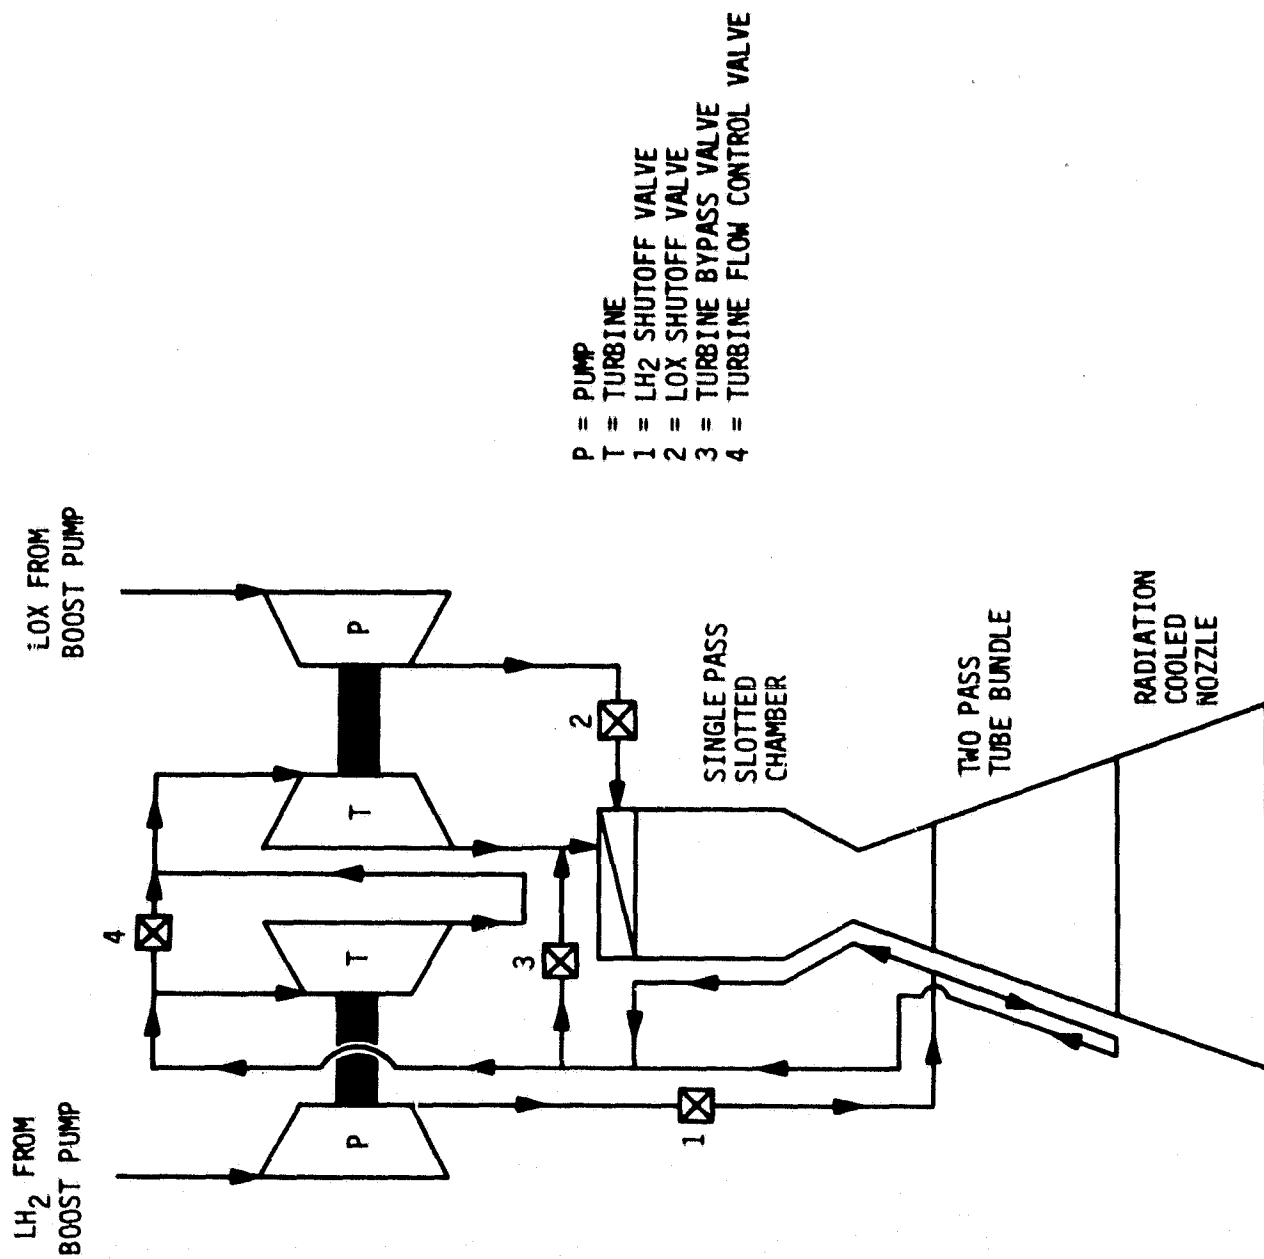 LH2 FROM
BOOST PUMP
LOX FROM
BOOST PUMP
P
T
T
P
4
3
2
1
SINGLE PASS
SLOTTED
CHAMBER
TWO PASS
TUBE BUNDLE
RADIATION
COOLED
NOZZLE
P = PUMP
T = TURBINE
1 = LH2 SHUTOFF VALVE
2 = LOX SHUTOFF VALVE
3 = TURBINE BYPASS VALVE
4 = TURBINE FLOW CONTROL VALVE